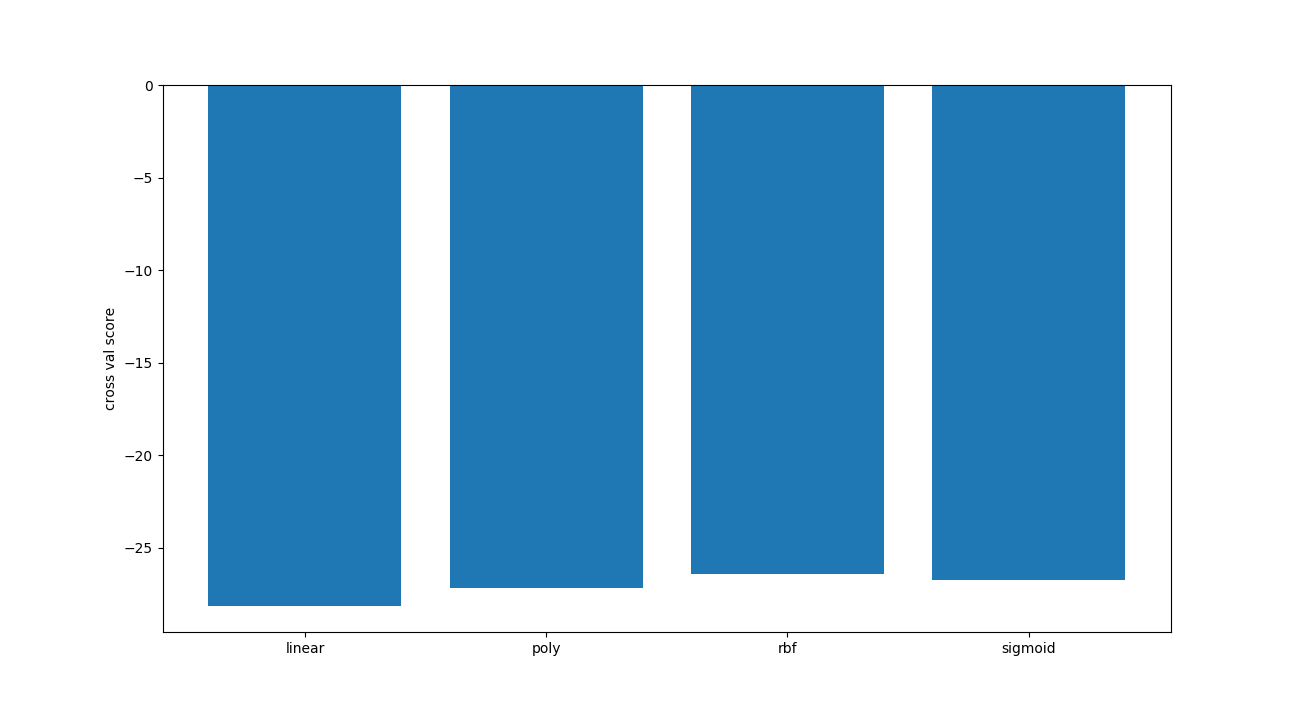 0
−5
−10
−15
−20
−25
cross val score
linear
poly
rbf
sigmoid